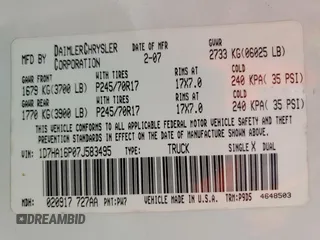 MFD BY DAIMLERCHRYSLER CORPORATION DATE OF MFR 2-07 GVWR 2733 KG(06025 LB)
GAWR FRONT WITH TIRES RIMS AT COLD
1679 KG(3700 LB) P245/70R17 17X7.0 240 KPA( 35 PSI)
GAWR REAR WITH TIRES RIMS AT COLD
1770 KG(3900 LB) P245/70R17 17X7.0 240 KPA( 35 PSI)
THIS VEHICLE CONFORMS TO ALL APPLICABLE FEDERAL MOTOR VEHICLE SAFETY, BUMPER, AND THEFT
PREVENTION STANDARDS IN EFFECT ON THE DATE OF MANUFACTURE SHOWN ABOVE.
VIN: 1D7HA16P07J583495 TYPE: TRUCK SINGLE X DUAL
MDH: 020917 727AA PNT:PW7 VEHICLE MADE IN U.S.A. TRM:P9D5 4648503
DREAMBID